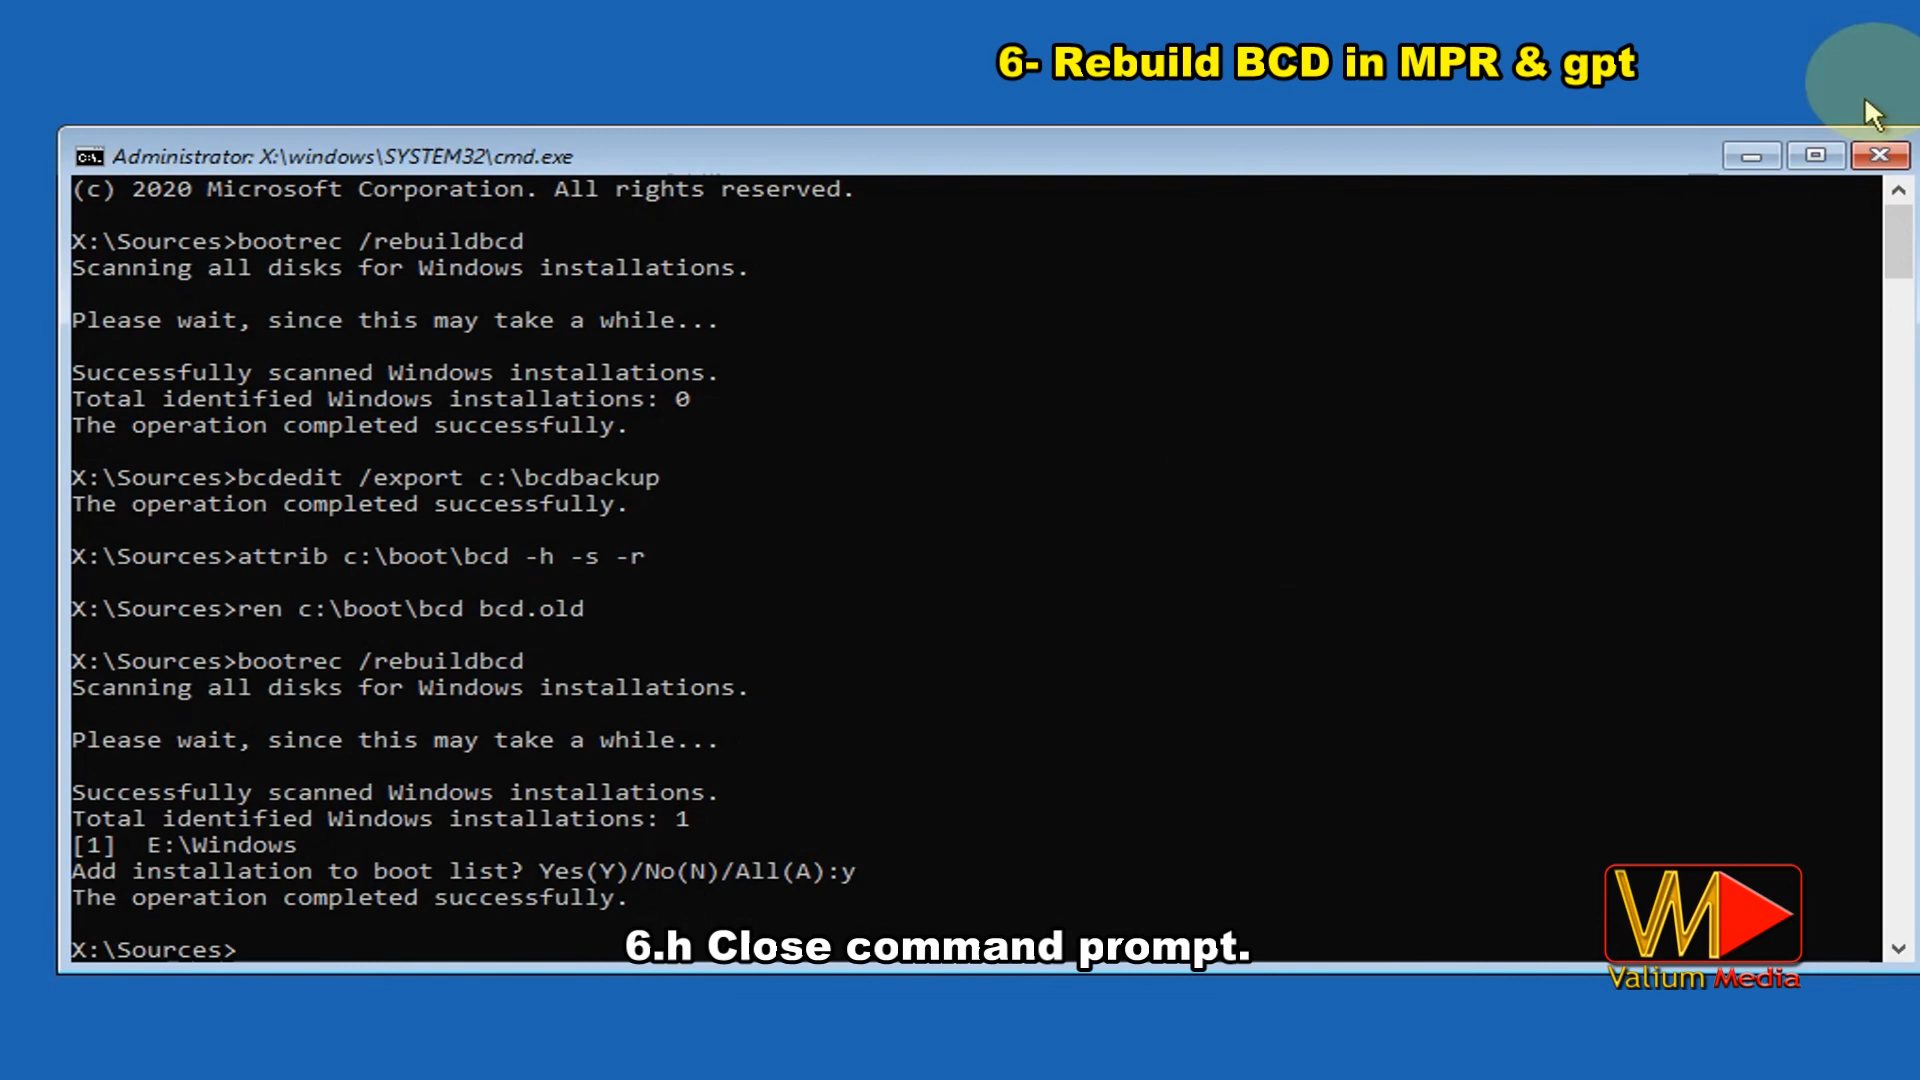 6- Rebuild BCD in MPR & gpt
Administrator: X:\windows\SYSTEM32\cmd.exe
(c) 2020 Microsoft Corporation. All rights reserved.
X:\Sources>bootrec /rebuildbcd
Scanning all disks for Windows installations.
Please wait, since this may take a while...
Successfully scanned Windows installations.
Total identified Windows installations: 0
The operation completed successfully.
X:\Sources>bcdedit /export c:\bcdbackup
The operation completed successfully.
X:\Sources>attrib c:\boot\bcd -h -s -r
X:\Sources>ren c:\boot\bcd bcd.old
X:\Sources>bootrec /rebuildbcd
Scanning all disks for Windows installations.
Please wait, since this may take a while...
Successfully scanned Windows installations.
Total identified Windows installations: 1
[1]  E:\Windows
Add installation to boot list? Yes(Y)/No(N)/All(A):y
The operation completed successfully.
X:\Sources>
6.h Close command prompt.
VM
Valium Media